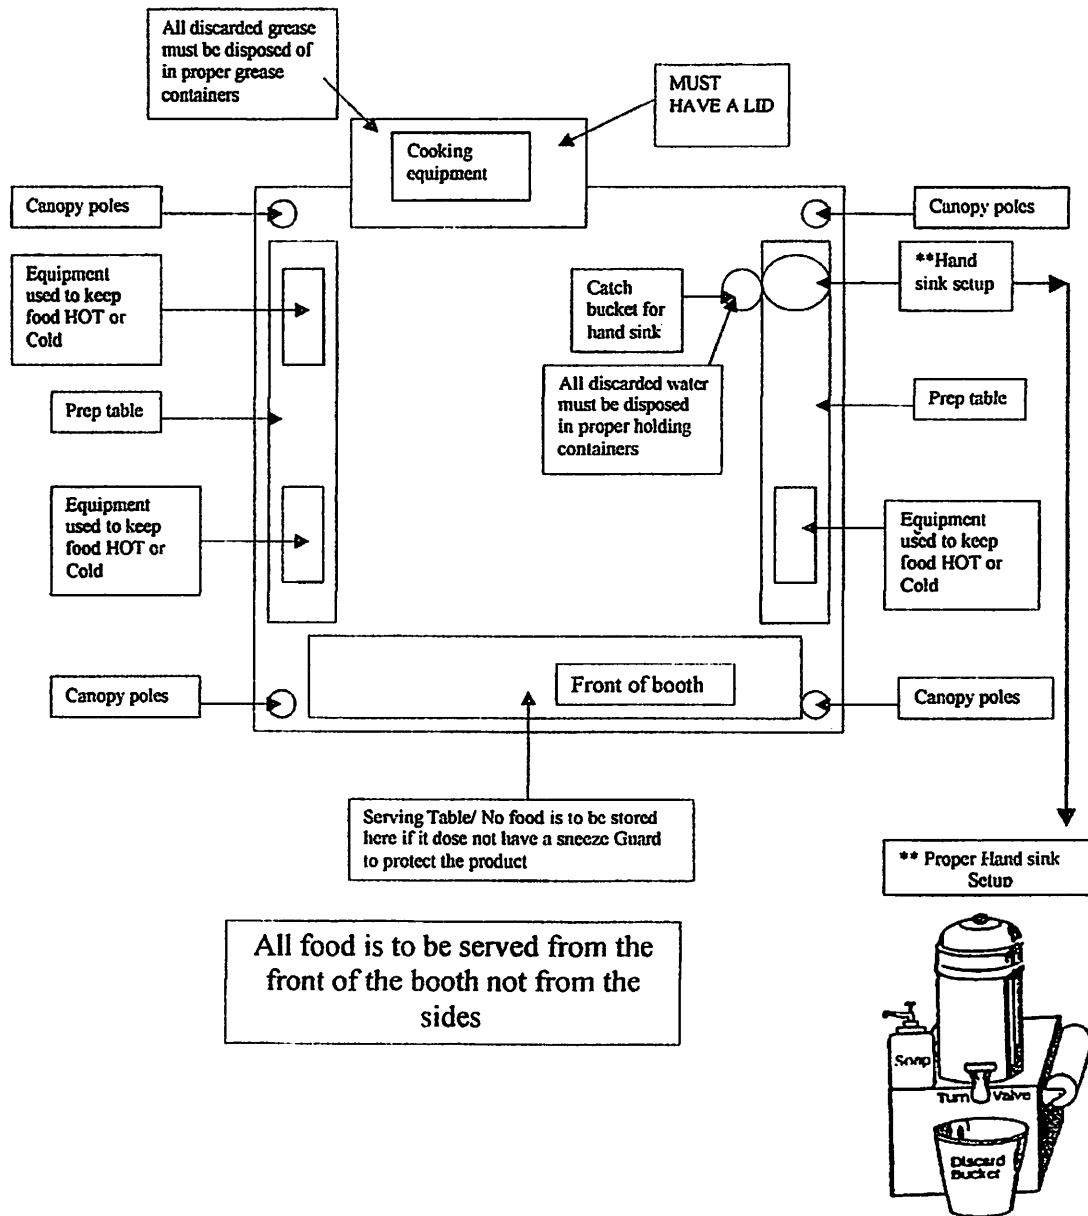 All discarded grease
must be disposed of
in proper grease
containers
MUST
HAVE A LID
Cooking
equipment
Canopy poles
Canopy poles
Equipment
used to keep
food HOT or
Cold
Catch
bucket for
hand sink
**Hand
sink setup
All discarded water
must be disposed
in proper holding
containers
Prep table
Prep table
Equipment
used to keep
food HOT or
Cold
Equipment
used to keep
food HOT or
Cold
Canopy poles
Front of booth
Canopy poles
Serving Table/ No food is to be stored
here if it dose not have a sneeze Guard
to protect the product
** Proper Hand sink
Setup
All food is to be served from the
front of the booth not from the
sides
Soap
Turn Valve
Discard
Bucket